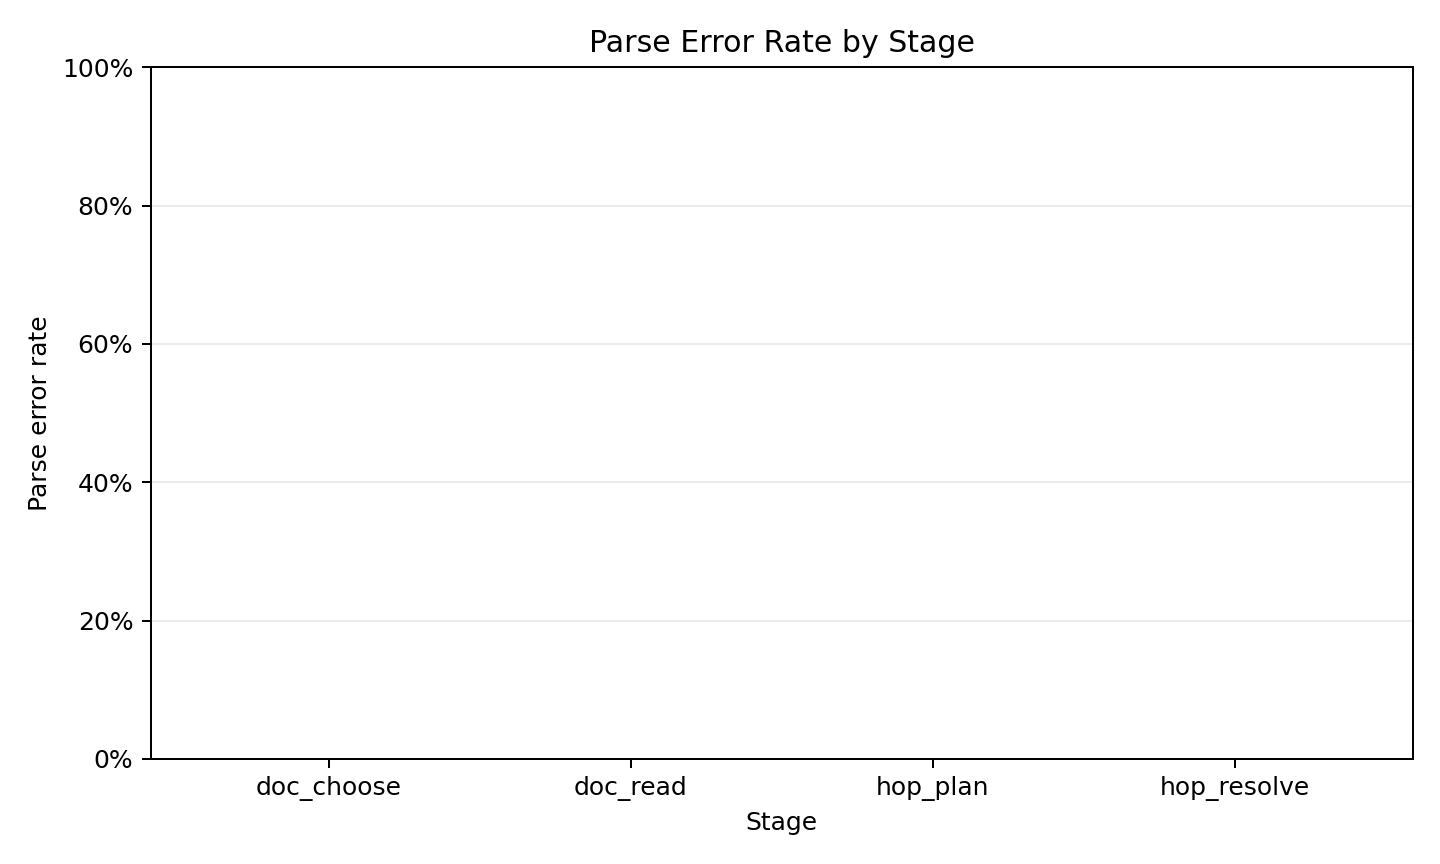 Parse Error Rate by Stage
100%
80%
60%
40%
20%
0%
Parse error rate
doc_choose doc_read hop_plan hop_resolve
Stage